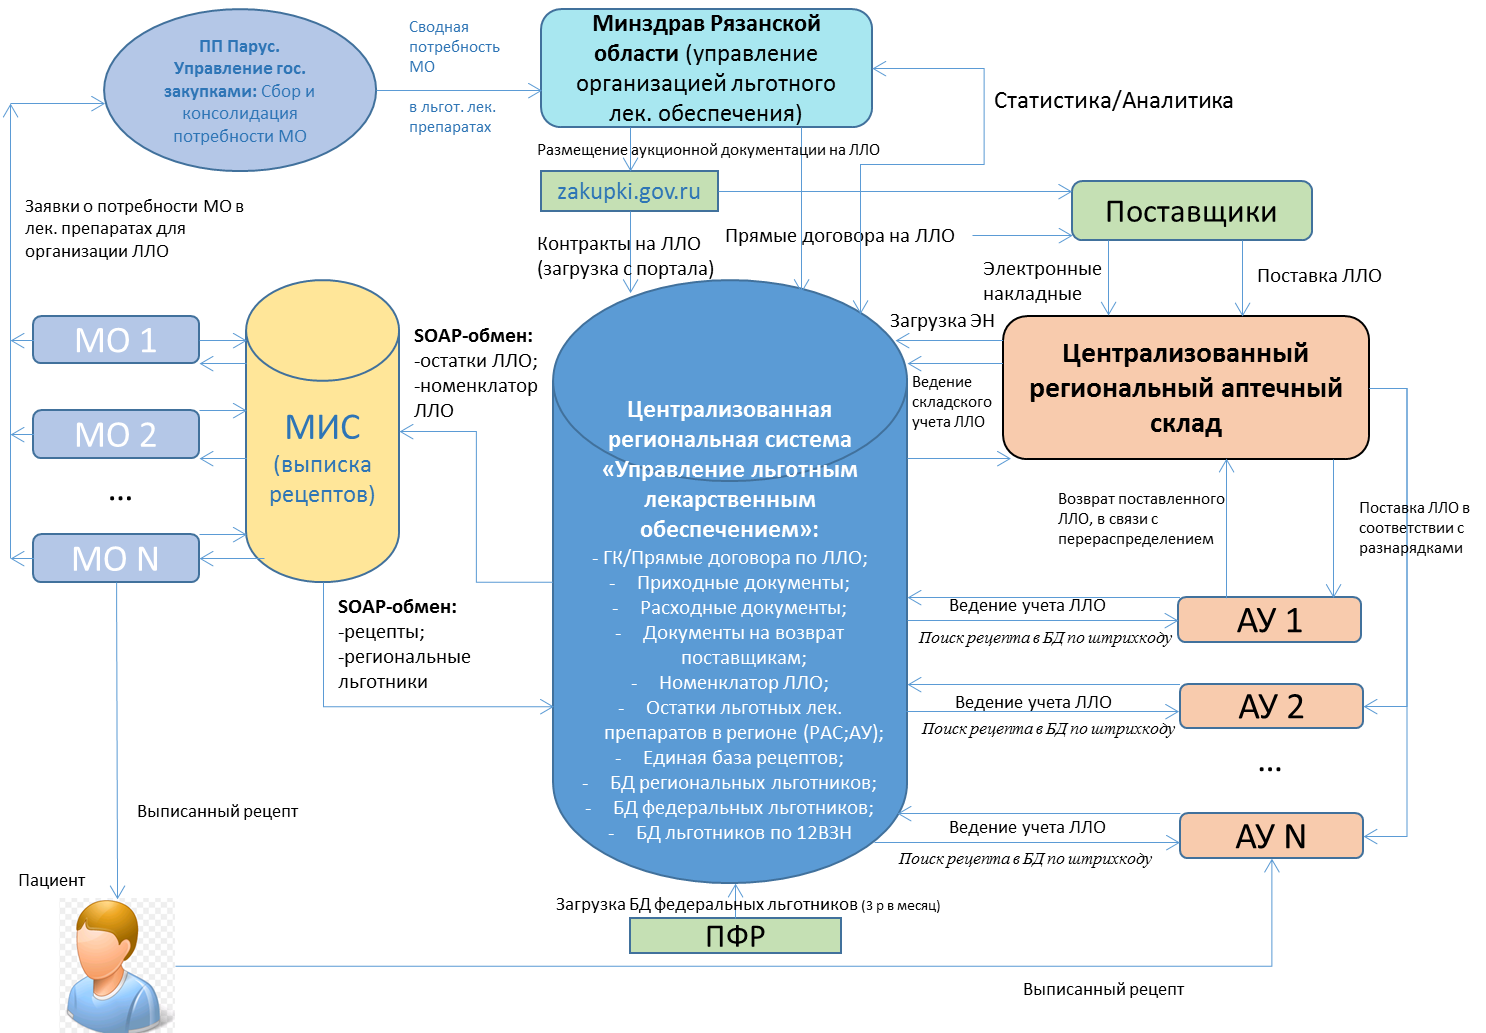 ПП Парус.
Управление гос.
закупками: Сбор и
консолидация
потребности МО
Сводная
потребность
МО
в льгот. лек.
препаратах
Минздрав Рязанской
области (управление
организацией льготного
лек. обеспечения)
Статистика/Аналитика
Размещение аукционной документации на ЛЛО
zakupki.gov.ru
Поставщики
Заявки о потребности МО в
лек. препаратах для
организации ЛЛО
Контракты на ЛЛО
(загрузка с портала)
Прямые договора на ЛЛО
Электронные
накладные
Поставка ЛЛО
МО 1
МО 2
...
МО N
МИС
(выписка
рецептов)
SOAP-обмен:
-остатки ЛЛО;
-номенклатор
ЛЛО
SOAP-обмен:
-рецепты;
-региональные
льготники
Загрузка ЭН
Ведение
складского
учета ЛЛО
Централизованный
региональный аптечный
склад
Централизованная
региональная система
«Управление льготным
лекарственным
обеспечением»:
- ГК/Прямые договора по ЛЛО;
- Приходные документы;
- Расходные документы;
- Документы на возврат
поставщикам;
- Номенклатор ЛЛО;
- Остатки льготных лек.
препаратов в регионе (РАС;АУ);
- Единая база рецептов;
- БД региональных льготников;
- БД федеральных льготников;
- БД льготников по 12ВЗН
Возврат поставленного
ЛЛО, в связи с
перераспределением
Поставка ЛЛО в
соответствии с
разнарядками
Ведение учета ЛЛО
Поиск рецепта в БД по штрихкоду
АУ 1
Ведение учета ЛЛО
Поиск рецепта в БД по штрихкоду
АУ 2
...
Ведение учета ЛЛО
Поиск рецепта в БД по штрихкоду
АУ N
Выписанный рецепт
Пациент
Загрузка БД федеральных льготников (3 р в месяц)
ПФР
Выписанный рецепт